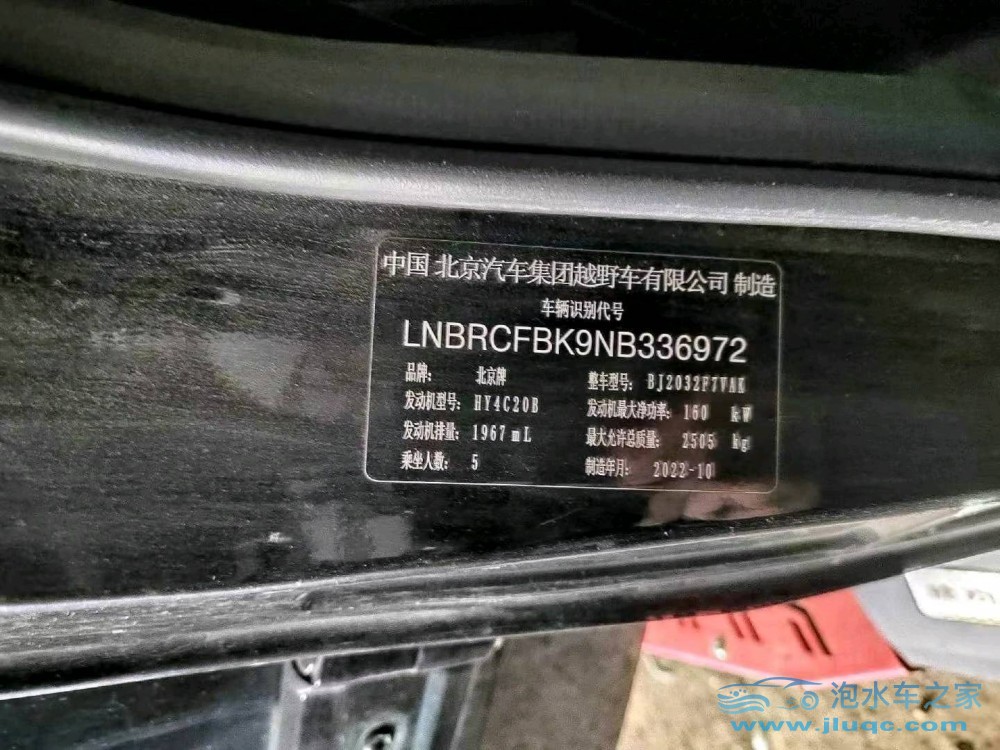 中国 北京汽车集团越野车有限公司 制造
车辆识别代号
LNBRCFBK9NB336972
品牌: 北京牌 整车型号: BJ2032F7VAK
发动机型号: HY4C20B 发动机最大净功率: 160 kW
发动机排量: 1967mL 最大允许总质量: 2505 kg
乘坐人数: 5 制造年月: 2022-10
泡水车之家
www.jluqc.com